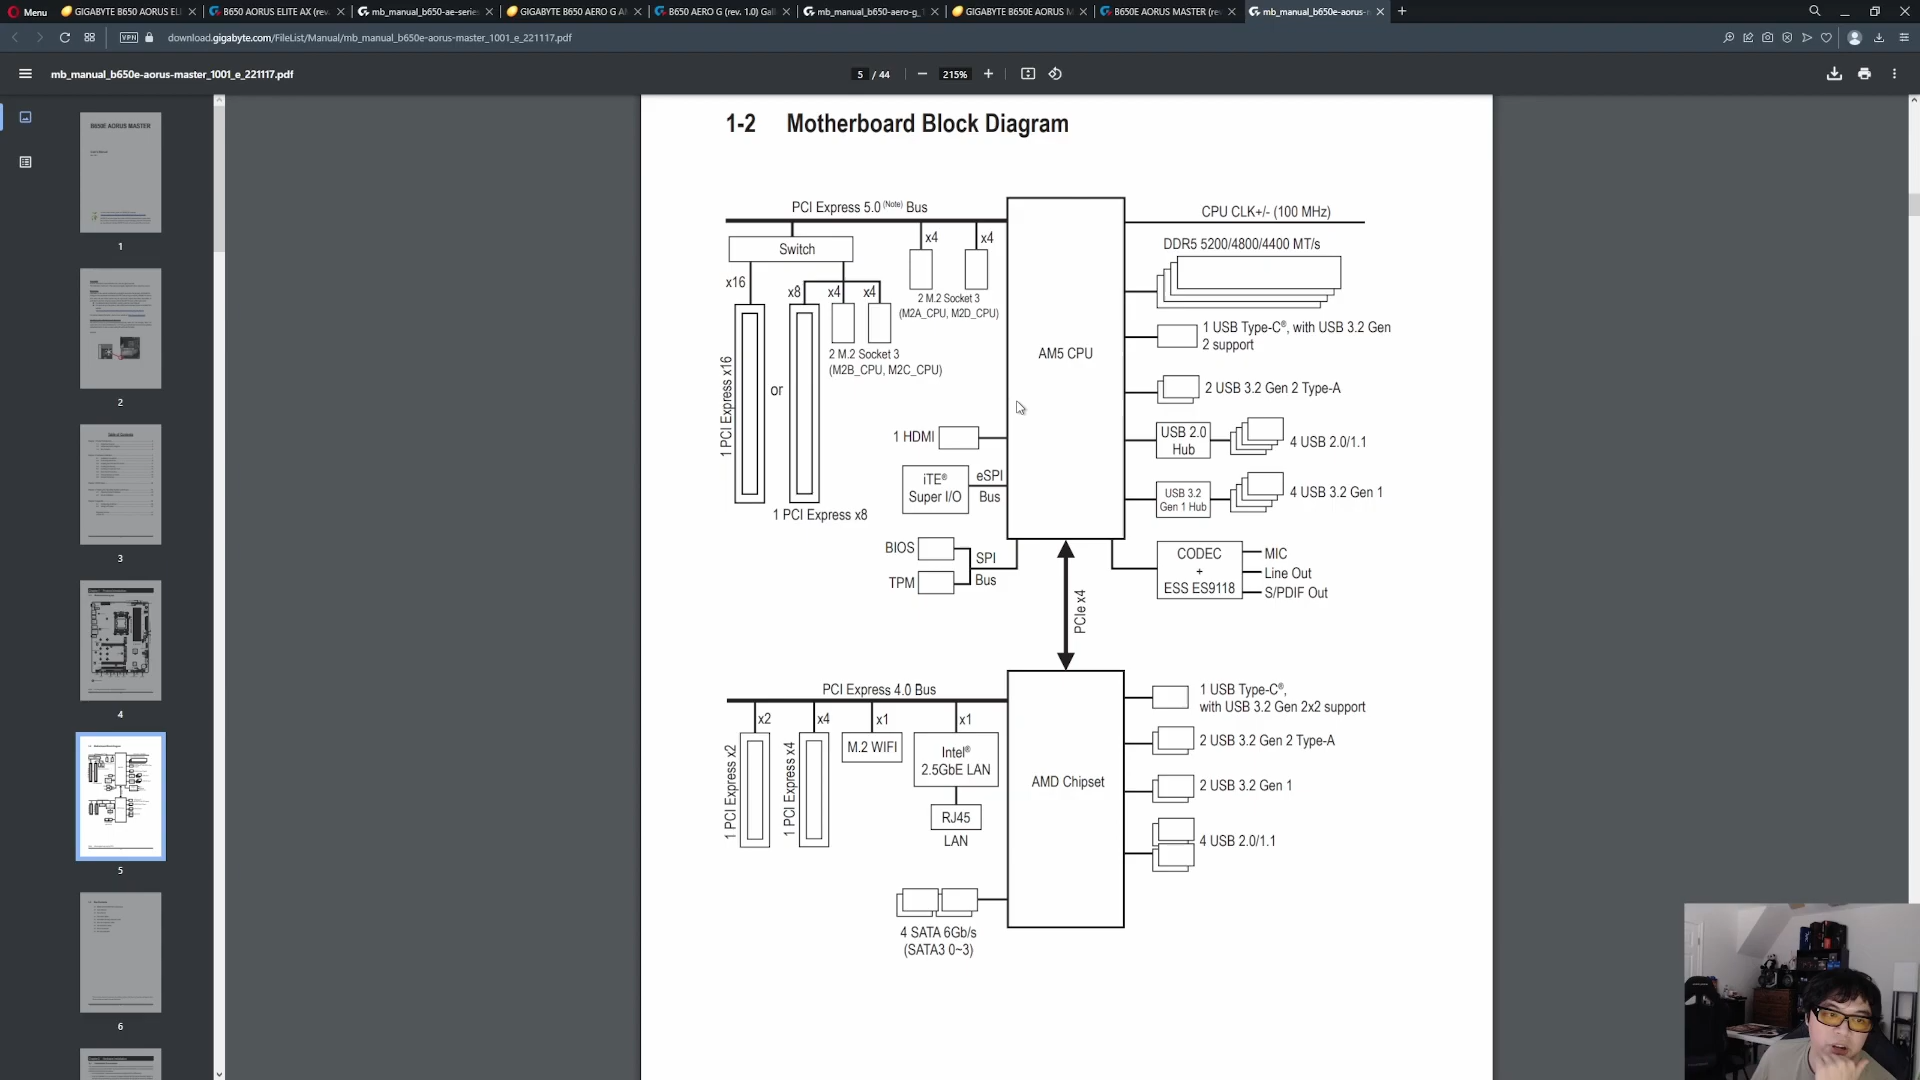 Menu
GIGABYTE B650 AORUS EL
B650 AORUS ELITE AX (rev.
mb_manual_b650-ae-series
GIGABYTE B650 AERO G A
B650 AERO G (rev. 1.0) Gal
mb_manual_b650-aero-g_1
GIGABYTE B650E AORUS M
B650E AORUS MASTER (re
mb_manual_b650e-aorus-
VPN
download.gigabyte.com/FileList/Manual/mb_manual_b650e-aorus-master_1001_e_221117.pdf
mb_manual_b650e-aorus-master_1001_e_221117.pdf
5 / 44
215%
B650E AORUS MASTER
1
2
3
4
5
6
1-2 Motherboard Block Diagram
PCI Express 5.0 (Note) Bus
Switch
x16
x8
x4
x4
x4
x4
2 M.2 Socket 3
(M2A_CPU, M2D_CPU)
2 M.2 Socket 3
(M2B_CPU, M2C_CPU)
1 PCI Express x16
or
1 PCI Express x8
1 HDMI
iTE®
Super I/O
eSPI
Bus
BIOS
TPM
SPI
Bus
AM5 CPU
CPU CLK+/- (100 MHz)
DDR5 5200/4800/4400 MT/s
1 USB Type-C®, with USB 3.2 Gen
2 support
2 USB 3.2 Gen 2 Type-A
USB 2.0
Hub
4 USB 2.0/1.1
USB 3.2
Gen 1 Hub
4 USB 3.2 Gen 1
CODEC
+
ESS ES9118
MIC
Line Out
S/PDIF Out
PCIe x4
PCI Express 4.0 Bus
x2
x4
x1
x1
1 PCI Express x2
1 PCI Express x4
M.2 WIFI
Intel®
2.5GbE LAN
RJ45
LAN
AMD Chipset
1 USB Type-C®,
with USB 3.2 Gen 2x2 support
2 USB 3.2 Gen 2 Type-A
2 USB 3.2 Gen 1
4 USB 2.0/1.1
4 SATA 6Gb/s
(SATA3 0~3)